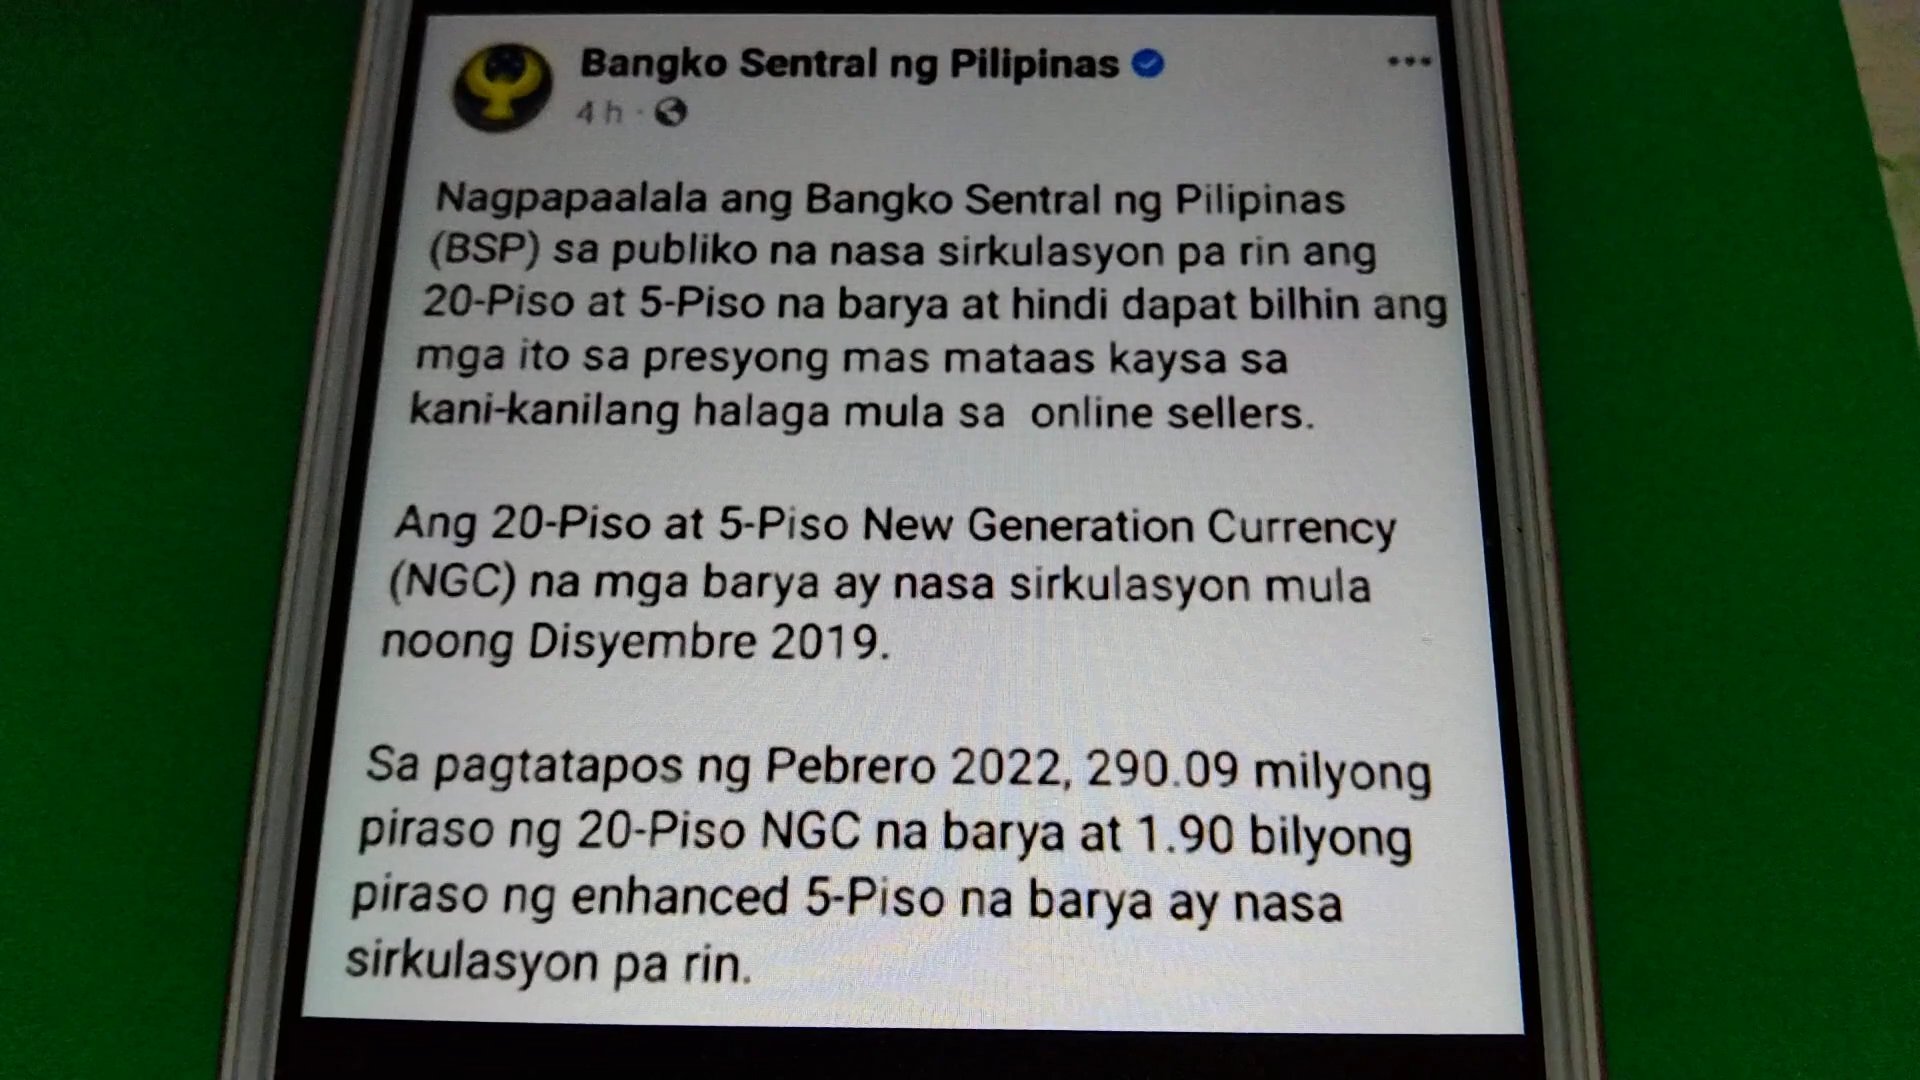 Bangko Sentral ng Pilipinas
4 h ·
Nagpapaalala ang Bangko Sentral ng Pilipinas
(BSP) sa publiko na nasa sirkulasyon pa rin ang
20-Piso at 5-Piso na barya at hindi dapat bilhin ang
mga ito sa presyong mas mataas kaysa sa
kani-kanilang halaga mula sa  online sellers.
Ang 20-Piso at 5-Piso New Generation Currency
(NGC) na mga barya ay nasa sirkulasyon mula
noong Disyembre 2019.
Sa pagtatapos ng Pebrero 2022, 290.09 milyong
piraso ng 20-Piso NGC na barya at 1.90 bilyong
piraso ng enhanced 5-Piso na barya ay nasa
sirkulasyon pa rin.